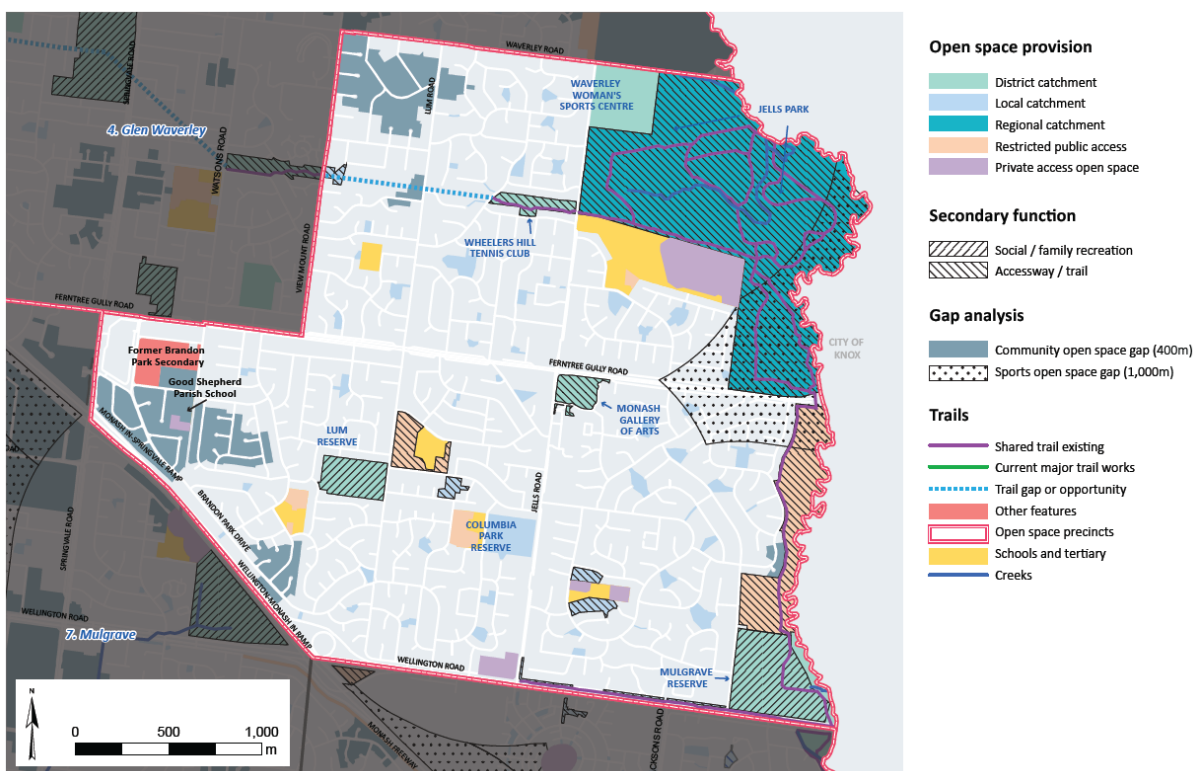 WAVERLEY ROAD
SPRINGVALE ROAD
LUM ROAD
WAVERLEY
WOMAN'S
SPORTS CENTRE
JELLS PARK
4. Glen Waverley
WATSONS ROAD
WHEELERS HILL
TENNIS CLUB
VIEW MOUNT ROAD
FERNTREE GULLY ROAD
CITY OF
KNOX
Former Brandon
Park Secondary
Good Shepherd
Parish School
FERNTREE GULLY ROAD
MONASH
GALLERY
OF ARTS
MONASH IN-SPRINGVALE RAMP
LUM
RESERVE
JELLS ROAD
BRANDON PARK DRIVE
COLUMBIA
PARK
RESERVE
SPRINGVALE ROAD
WELLINGTON-MONASH IN RAMP
WELLINGTON ROAD
7. Mulgrave
WELLINGTON ROAD
MULGRAVE
RESERVE
MONASH FREEWAY
JACKSONS ROAD
N
0 500 1,000
m
Open space provision
District catchment
Local catchment
Regional catchment
Restricted public access
Private access open space
Secondary function
Social / family recreation
Accessway / trail
Gap analysis
Community open space gap (400m)
Sports open space gap (1,000m)
Trails
Shared trail existing
Current major trail works
Trail gap or opportunity
Other features
Open space precincts
Schools and tertiary
Creeks